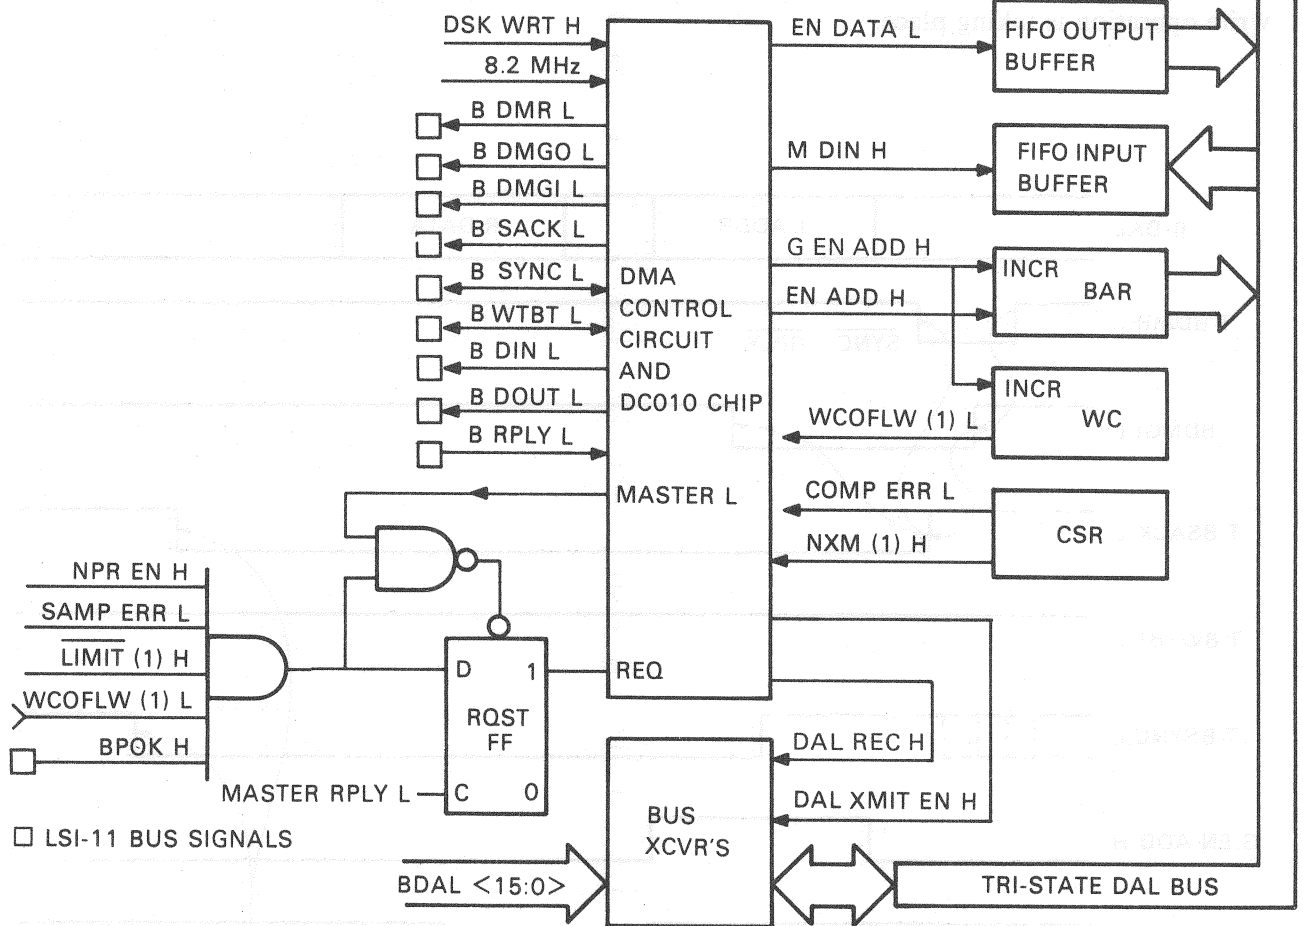 DSK WRT H
8.2 MHz
B DMR L
B DMGO L
B DMGI L
B SACK L
B SYNC L
B WTBT L
B DIN L
B DOUT L
B RPLY L
DMA
CONTROL
CIRCUIT
AND
DC010 CHIP
MASTER L
REQ
EN DATA L
FIFO OUTPUT
BUFFER
M DIN H
FIFO INPUT
BUFFER
G EN ADD H
EN ADD H
INCR
BAR
INCR
WC
WCOFLW (1) L
COMP ERR L
NXM (1) H
CSR
NPR EN H
SAMP ERR L
LIMIT (1) H
WCOFLW (1) L
BPOK H
D 1
RQST
FF
C 0
MASTER RPLY L
DAL REC H
DAL XMIT EN H
BUS
XCVR'S
LSI-11 BUS SIGNALS
BDAL <15:0>
TRI-STATE DAL BUS